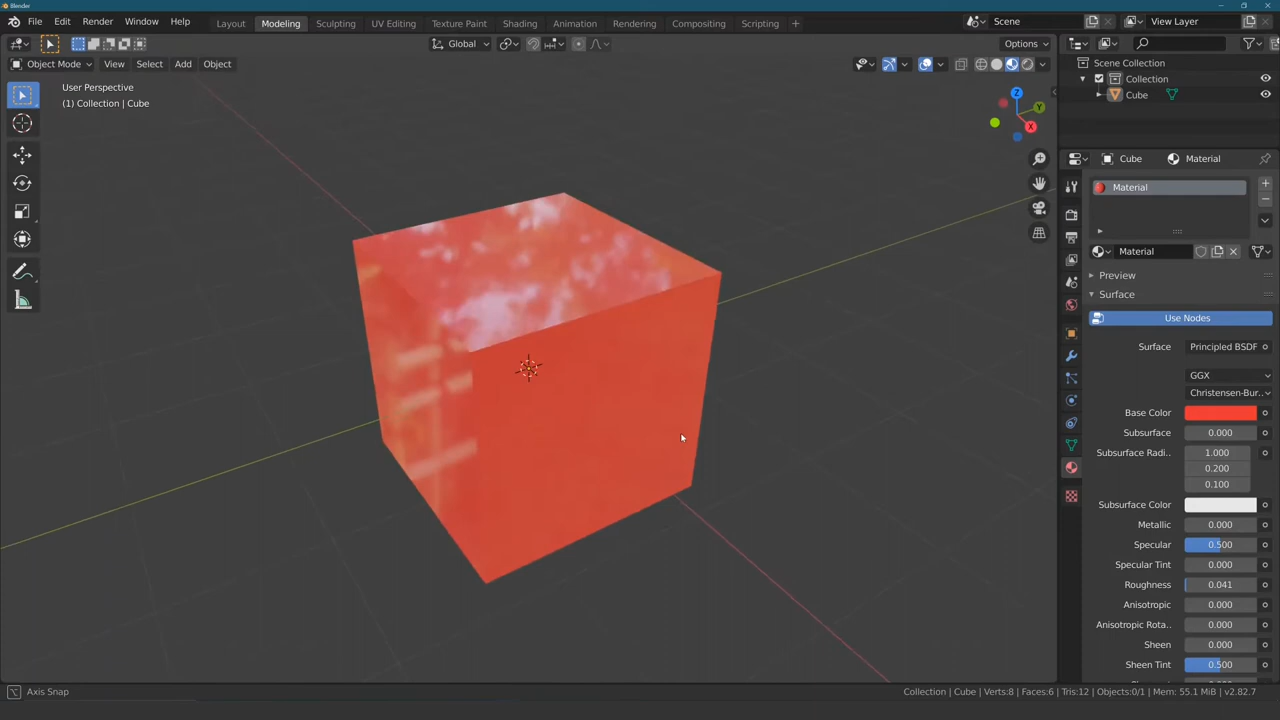 Blender
File Edit Render Window Help Layout Modeling Sculpting UV Editing Texture Paint Shading Animation Rendering Compositing Scripting + Scene View Layer
Global Options
Object Mode View Select Add Object
User Perspective
(1) Collection | Cube
Z
Y
X
Scene Collection
Collection
Cube
Cube Material
Material
Material
Preview
Surface
Use Nodes
Surface Principled BSDF
GGX
Christensen-Bur..
Base Color
Subsurface 0.000
Subsurface Radi.. 1.000
0.200
0.100
Subsurface Color
Metallic 0.000
Specular 0.500
Specular Tint 0.000
Roughness 0.041
Anisotropic 0.000
Anisotropic Rota.. 0.000
Sheen 0.000
Sheen Tint 0.500
Axis Snap Collection | Cube | Verts:8 | Faces:6 | Tris:12 | Objects:0/1 | Mem: 55.1 MiB | v2.82.7